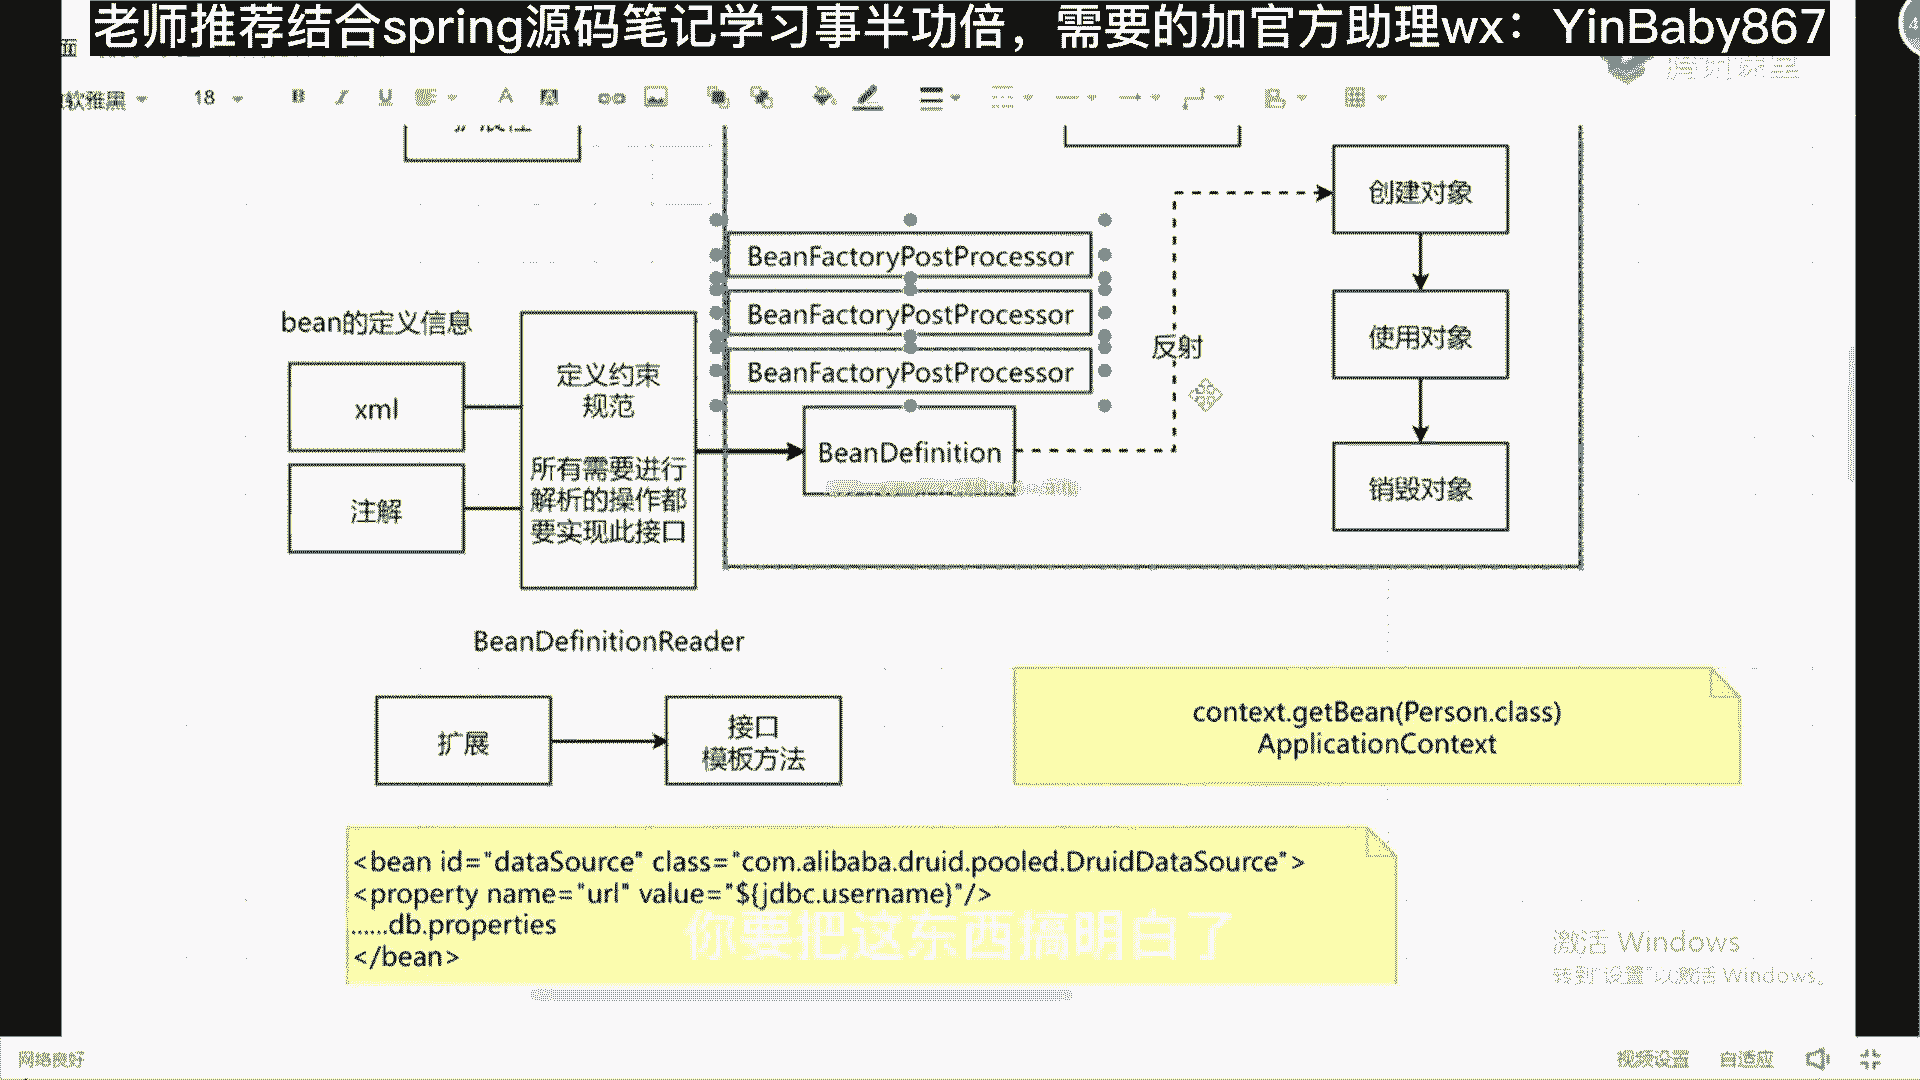 老师推荐结合spring源码笔记学习事半功倍，需要的加官方助理wx：YinBaby867
软雅黑
18
B I U
创建对象
BeanFactoryPostProcessor
BeanFactoryPostProcessor
BeanFactoryPostProcessor
bean的定义信息
xml
注解
定义约束
规范
所有需要进行
解析的操作都
要实现此接口
BeanDefinition
反射
使用对象
销毁对象
BeanDefinitionReader
扩展
接口
模板方法
context.getBean(Person.class)
ApplicationContext
<bean id="dataSource" class="com.alibaba.druid.pooled.DruidDataSource">
<property name="url" value="${jdbc.username}"/>
......db.properties
</bean>
你要把这东西搞明白了
激活 Windows
转到"设置"以激活 Windows。
网络良好
视频设置
自适应